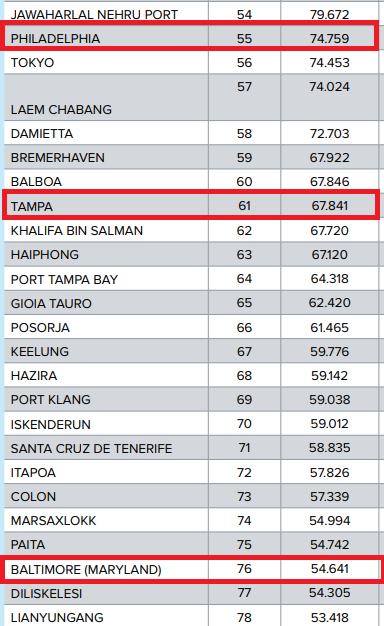 JAWAHARLAL NEHRU PORT 54 79.672
PHILADELPHIA 55 74.759
TOKYO 56 74.453
LAEM CHABANG 57 74.024
DAMIETTA 58 72.703
BREMERHAVEN 59 67.922
BALBOA 60 67.846
TAMPA 61 67.841
KHALIFA BIN SALMAN 62 67.720
HAIPHONG 63 67.120
PORT TAMPA BAY 64 64.318
GIOIA TAURO 65 62.420
POSORJA 66 61.465
KEELUNG 67 59.776
HAZIRA 68 59.142
PORT KLANG 69 59.038
ISKENDERUN 70 59.012
SANTA CRUZ DE TENERIFE 71 58.835
ITAPOA 72 57.826
COLON 73 57.339
MARSAXLOKK 74 54.994
PAITA 75 54.742
BALTIMORE (MARYLAND) 76 54.641
DILISKELESI 77 54.305
LIANYUNGANG 78 53.418